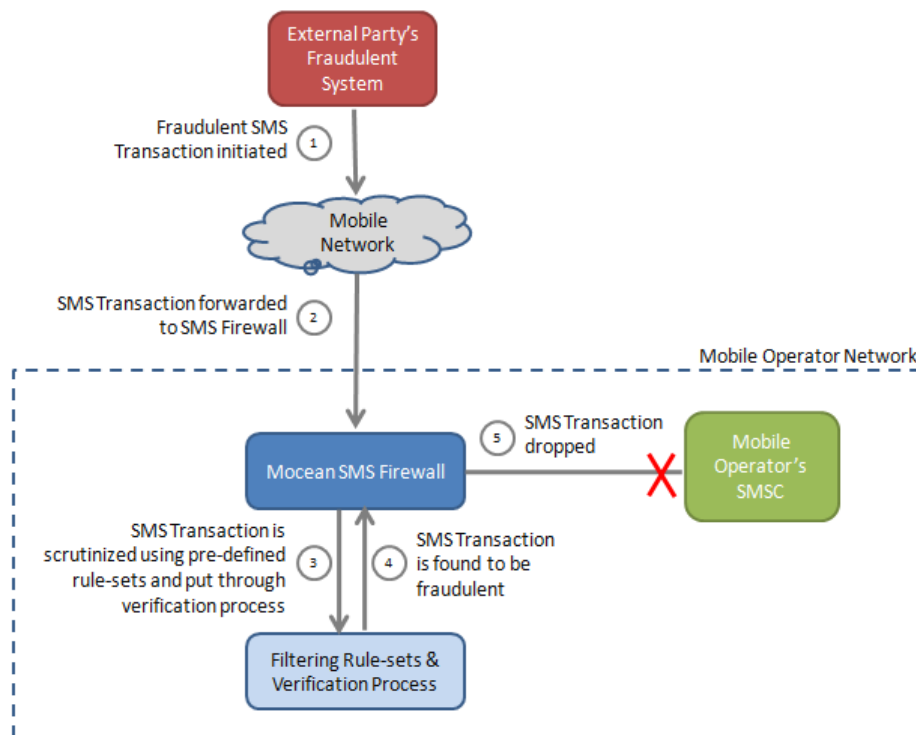 External Party's
Fraudulent
System
Fraudulent SMS
Transaction initiated
1
Mobile
Network
SMS Transaction forwarded
to SMS Firewall
2
Mobile Operator Network
Mocean SMS Firewall
5
SMS Transaction
dropped
Mobile
Operator's
SMSC
SMS Transaction is
scrutinized using pre-defined
rule-sets and put through
verification process
3
4
SMS Transaction
is found to be
fraudulent
Filtering Rule-sets &
Verification Process